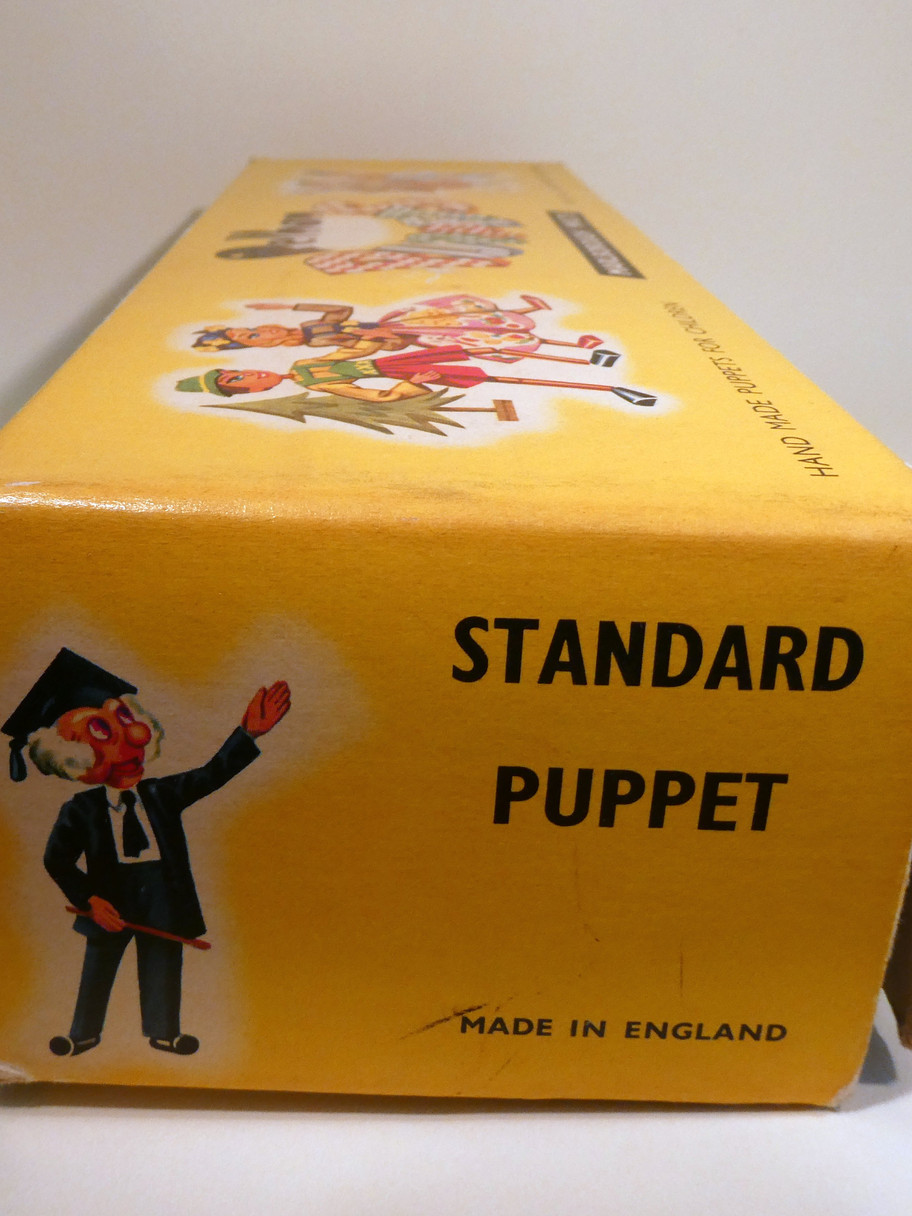 HAND MADE PUPPETS FOR CHILDREN
STANDARD
PUPPET
MADE IN ENGLAND